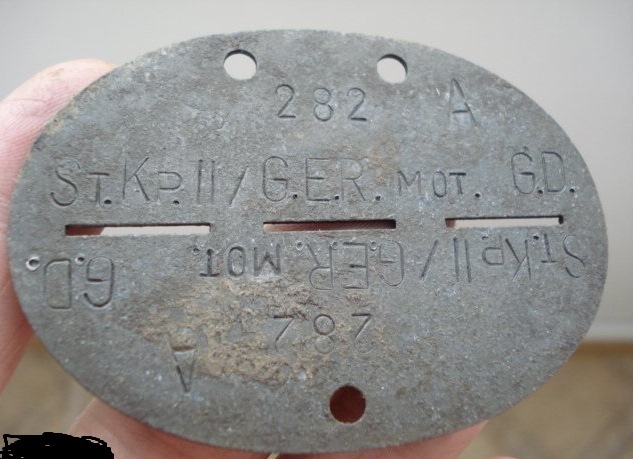 282 A
ST.KP.II/G.E.R. MOT. G.D.
ST.KP.II/G.E.R. MOT. G.D.
282
A